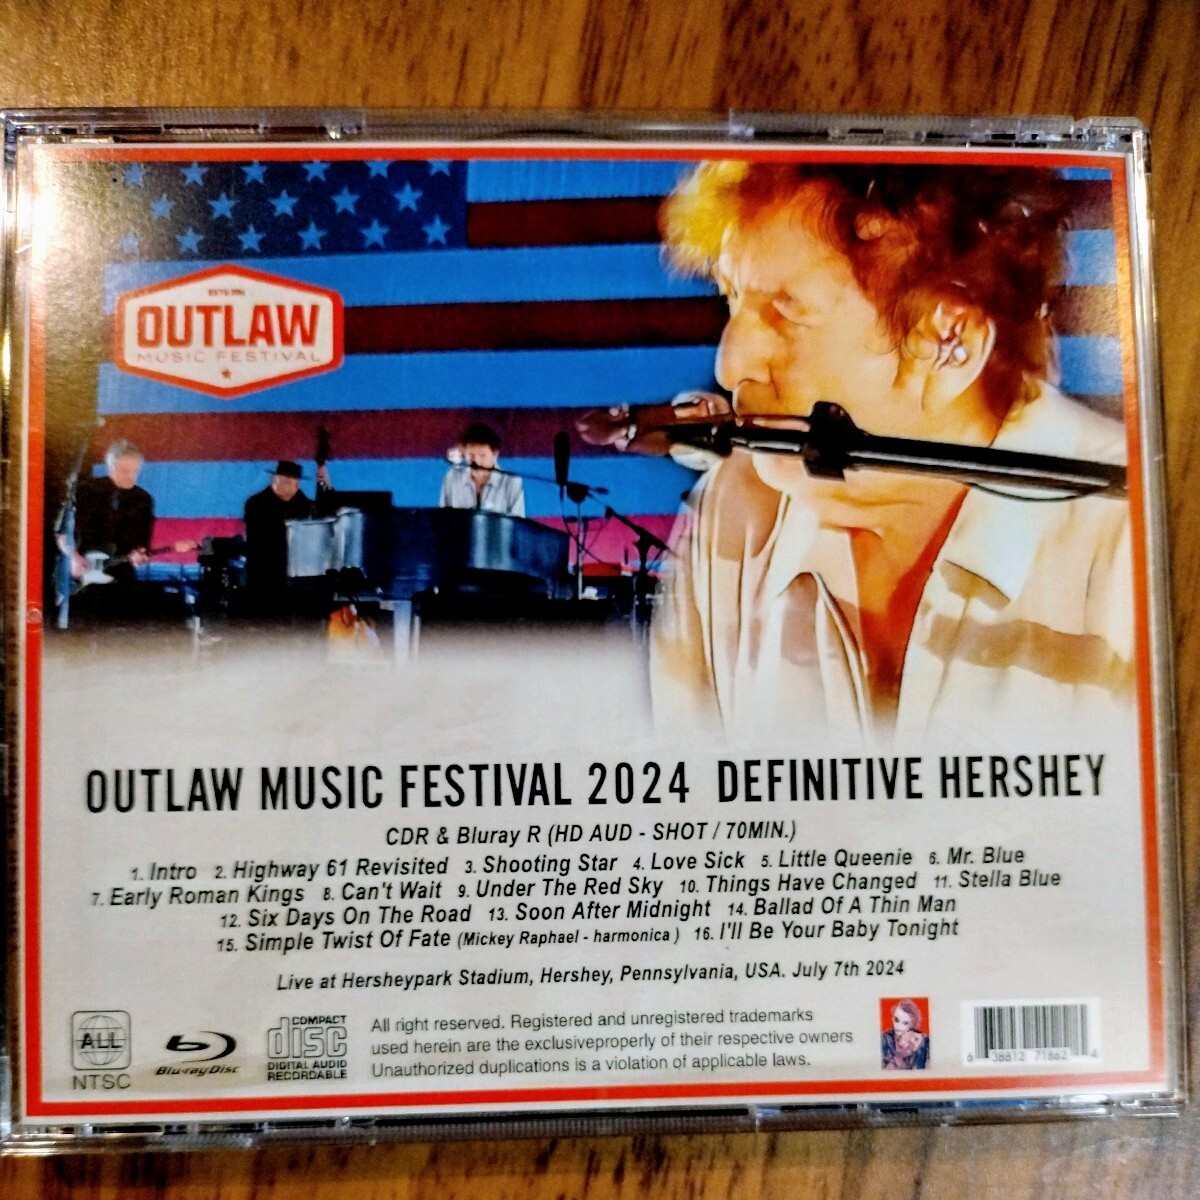 OUTLAW
MUSIC FESTIVAL
OUTLAW MUSIC FESTIVAL 2024 DEFINITIVE HERSHEY
CDR & Bluray R (HD AUD - SHOT / 70MIN.)
1. Intro 2. Highway 61 Revisited 3. Shooting Star 4. Love Sick 5. Little Queenie 6. Mr. Blue
7. Early Roman Kings 8. Can't Wait 9. Under The Red Sky 10. Things Have Changed 11. Stella Blue
12. Six Days On The Road 13. Soon After Midnight 14. Ballad Of A Thin Man
15. Simple Twist Of Fate (Mickey Raphael - harmonica ) 16. I'll Be Your Baby Tonight
Live at Hersheypark Stadium, Hershey, Pennsylvania, USA. July 7th 2024
ALL
NTSC
Blu-ray Disc
COMPACT
disc
DIGITAL AUDIO
RECORDABLE
All right reserved. Registered and unregistered trademarks
used herein are the exclusiveproperly of their respective owners
Unauthorized duplications is a violation of applicable laws.
6 38812 71862 4